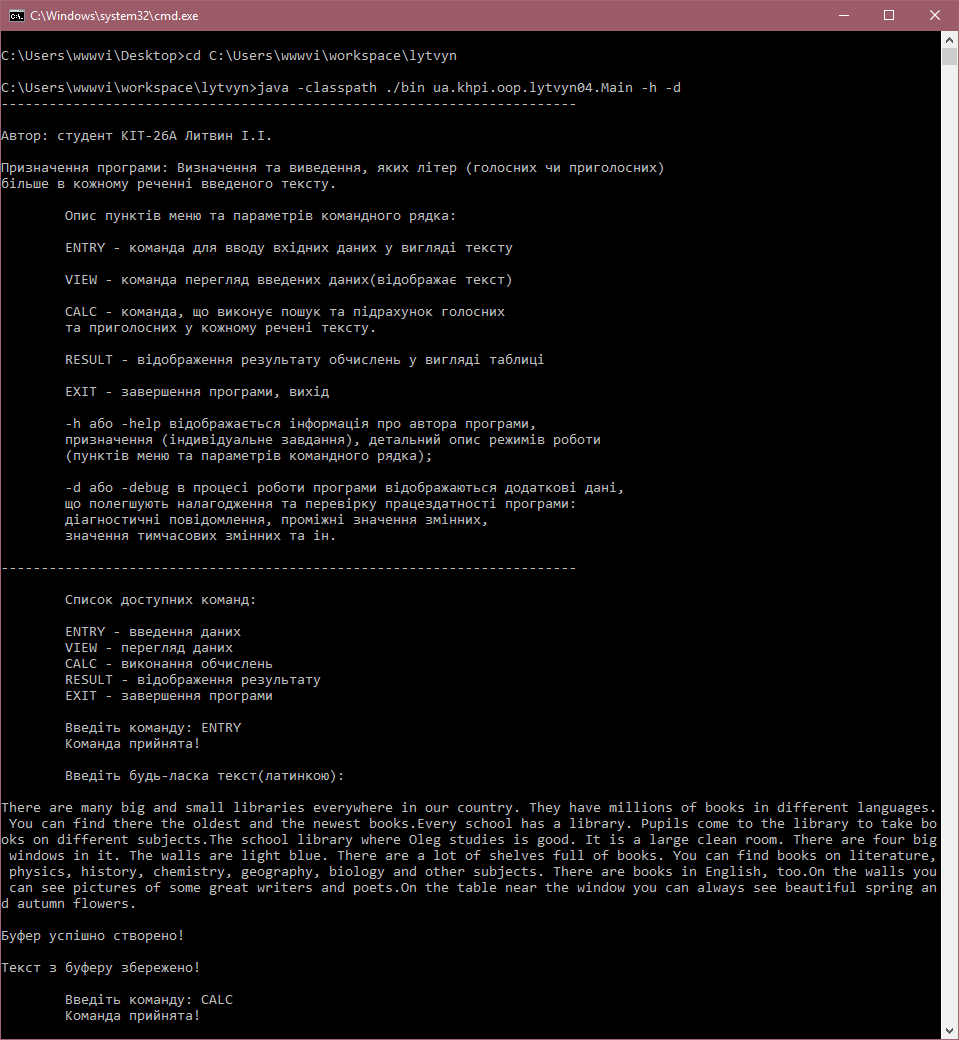 C:\Windows\system32\cmd.exe
C:\Users\wwwvi\Desktop>cd C:\Users\wwwvi\workspace\lytvyn
C:\Users\wwwvi\workspace\lytvyn>java -classpath ./bin ua.khpi.oop.lytvyn04.Main -h -d
------------------------------------------------------------------------
Автор: студент КІТ-26А Литвин І.І.
Призначення програми: Визначення та виведення, яких літер (голосних чи приголосних)
більше в кожному реченні введеного тексту.
Опис пунктів меню та параметрів командного рядка:
ENTRY - команда для вводу вхідних даних у вигляді тексту
VIEW - команда перегляд введених даних(відображає текст)
CALC - команда, що виконує пошук та підрахунок голосних
та приголосних у кожному речені тексту.
RESULT - відображення результату обчислень у вигляді таблиці
EXIT - завершення програми, вихід
-h або -help відображається інформація про автора програми,
призначення (індивідуальне завдання), детальний опис режимів роботи
(пунктів меню та параметрів командного рядка);
-d або -debug в процесі роботи програми відображаються додаткові дані,
що полегшують налагодження та перевірку працездатності програми:
діагностичні повідомлення, проміжні значення змінних,
значення тимчасових змінних та ін.
------------------------------------------------------------------------
Список доступних команд:
ENTRY - введення даних
VIEW - перегляд даних
CALC - виконання обчислень
RESULT - відображення результату
EXIT - завершення програми
Введіть команду: ENTRY
Команда прийнята!
Введіть будь-ласка текст(латинкою):
There are many big and small libraries everywhere in our country. They have millions of books in different languages.
You can find there the oldest and the newest books.Every school has a library. Pupils come to the library to take bo
oks on different subjects.The school library where Oleg studies is good. It is a large clean room. There are four big
windows in it. The walls are light blue. There are a lot of shelves full of books. You can find books on literature,
physics, history, chemistry, geography, biology and other subjects. There are books in English, too.On the walls you
can see pictures of some great writers and poets.On the table near the window you can always see beautiful spring an
d autumn flowers.
Буфер успішно створено!
Текст з буферу збережено!
Введіть команду: CALC
Команда прийнята!